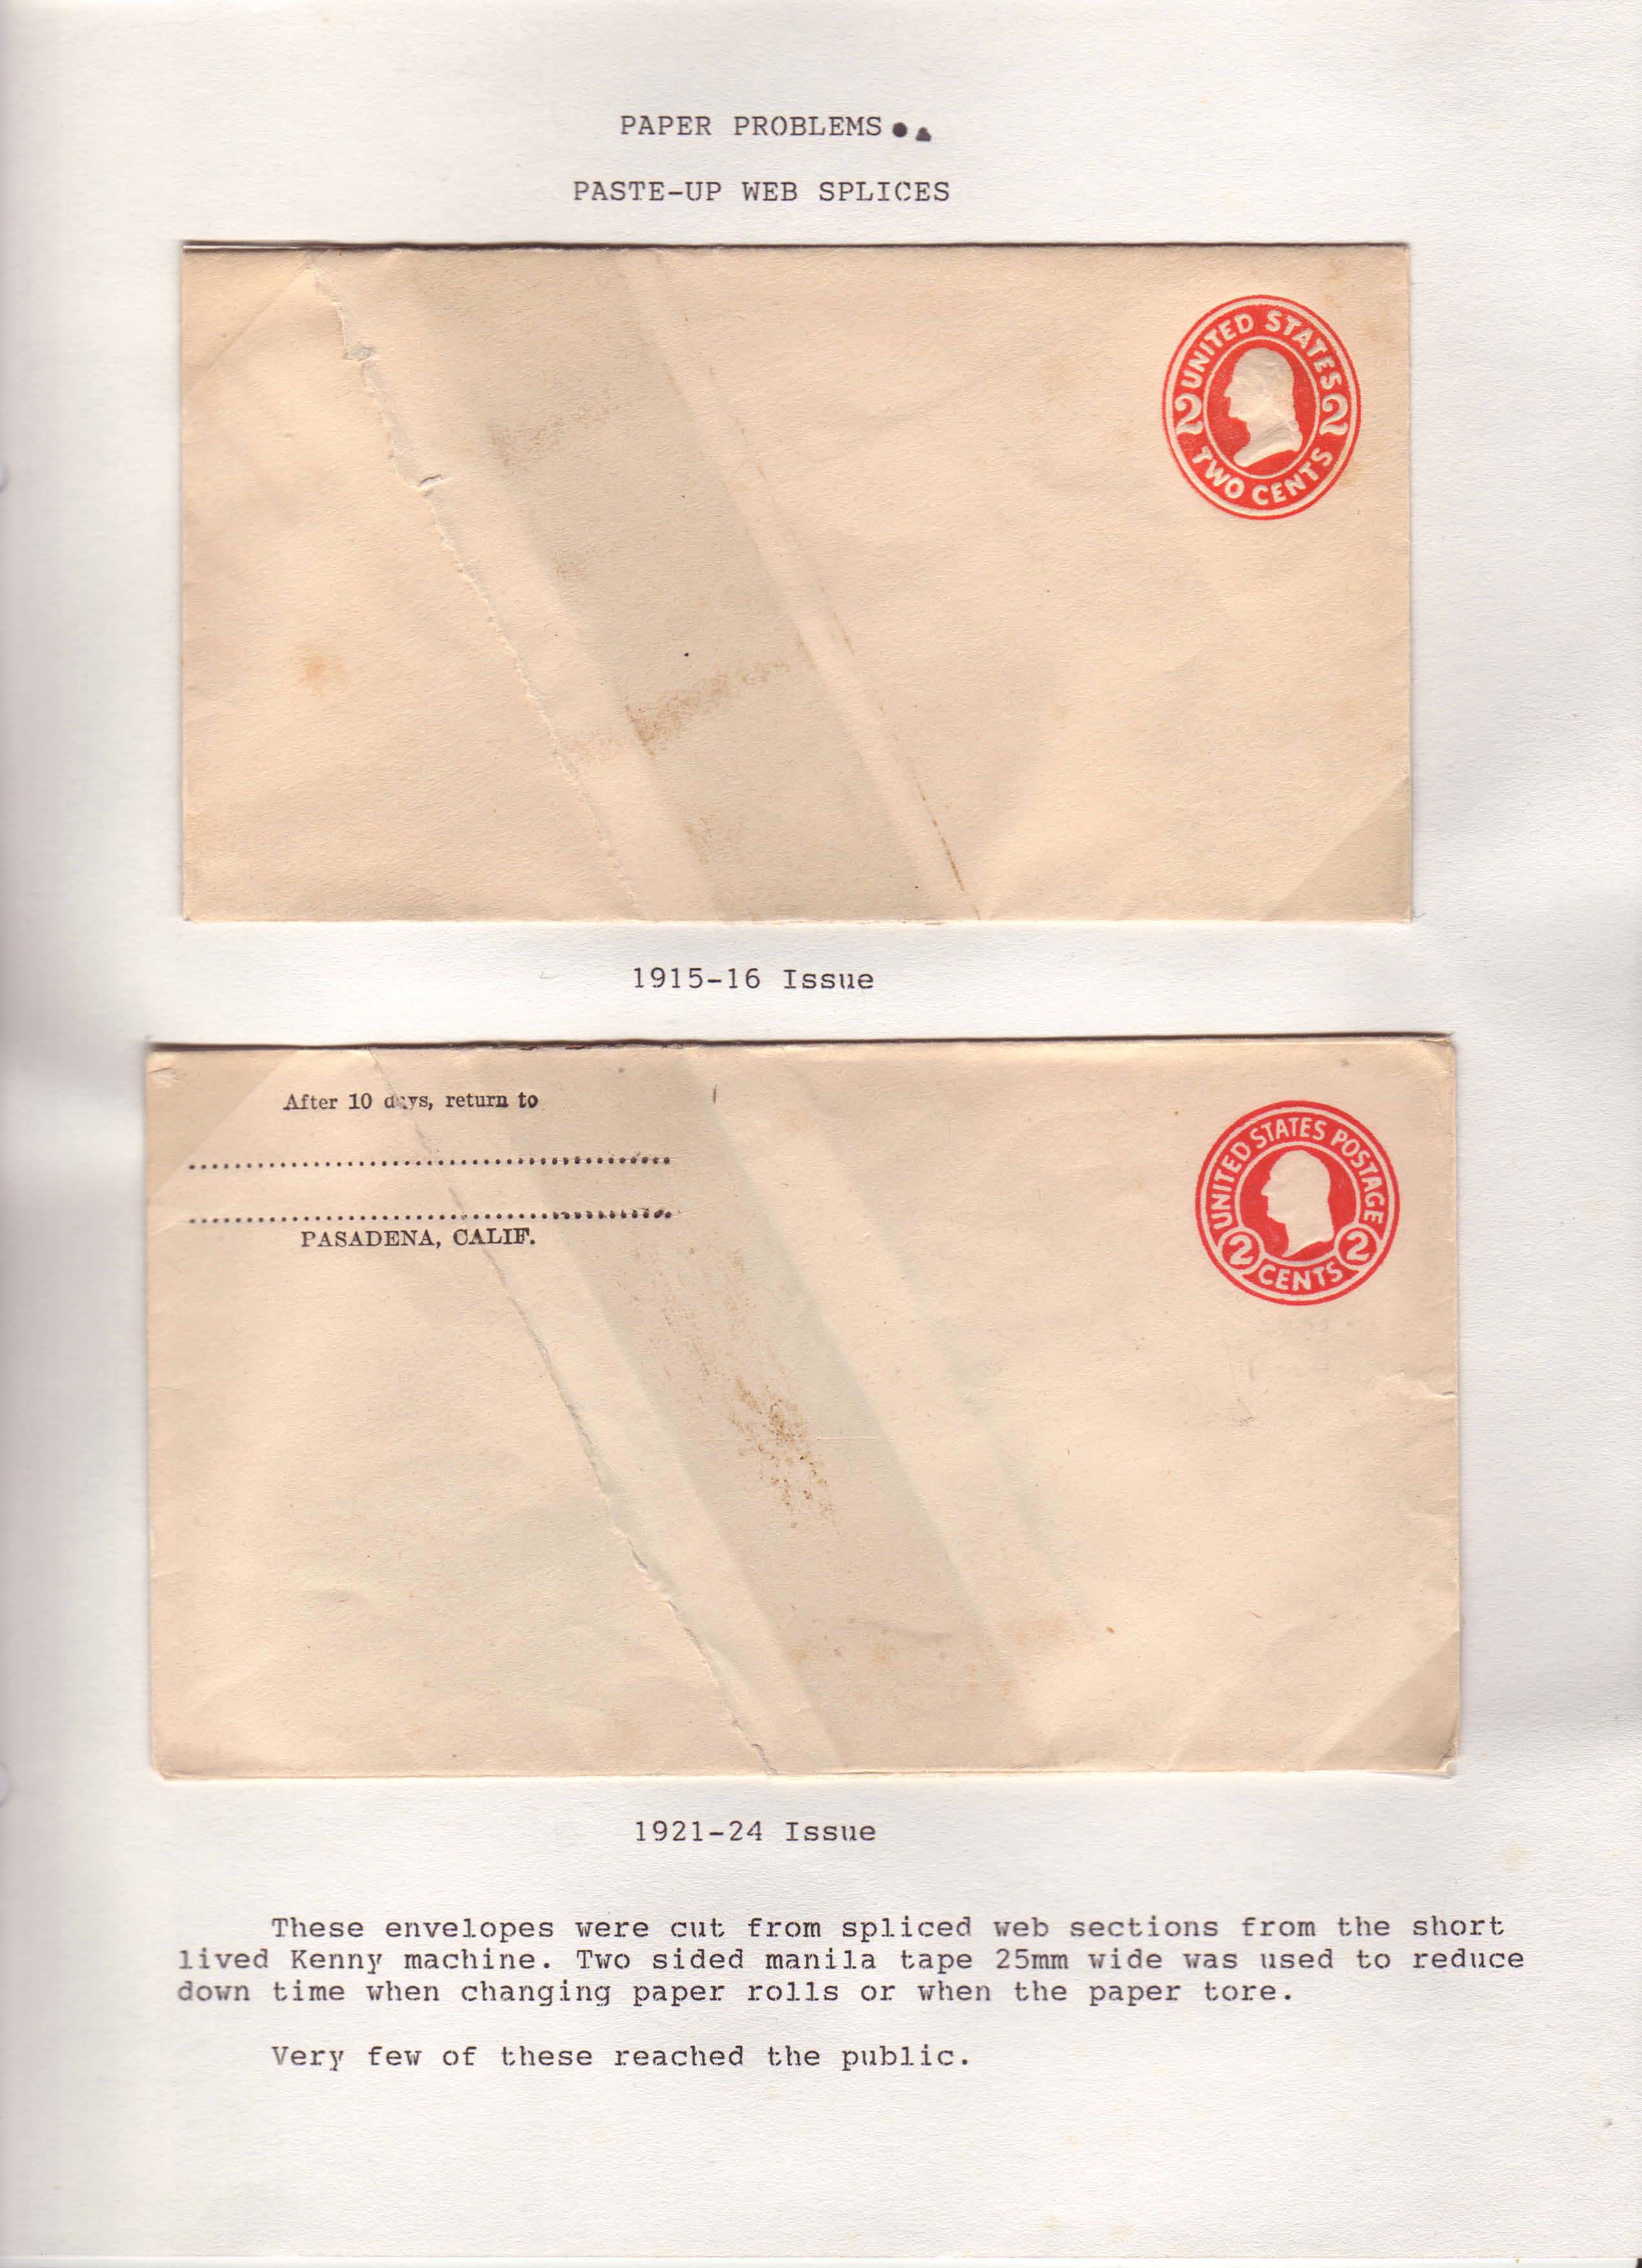 PAPER PROBLEMS
PASTE-UP WEB SPLICES
UNITED STATES
2 2
TWO CENTS
1915-16 Issue
After 10 days, return to
PASADENA, CALIF.
UNITED STATES POSTAGE
2 2
CENTS
1921-24 Issue
These envelopes were cut from spliced web sections from the short
lived Kenny machine. Two sided manila tape 25mm wide was used to reduce
down time when changing paper rolls or when the paper tore.
Very few of these reached the public.